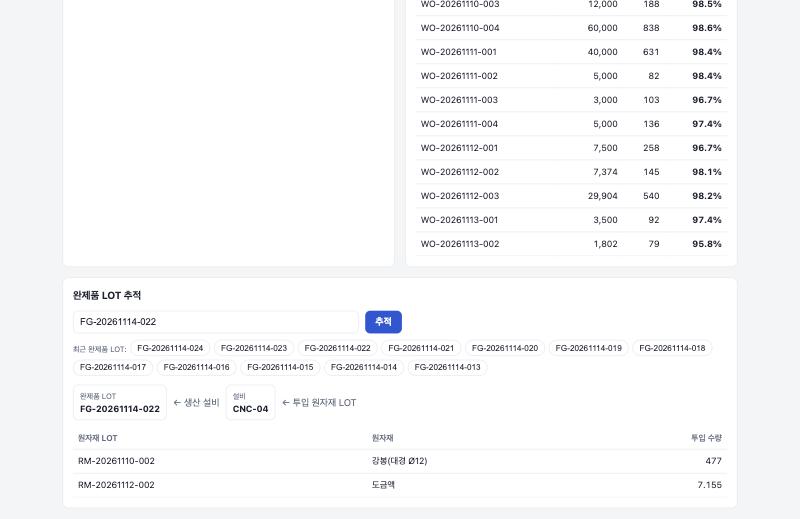 WO-20261110-003 12,000 188 98.5%
WO-20261110-004 60,000 838 98.6%
WO-20261111-001 40,000 631 98.4%
WO-20261111-002 5,000 82 98.4%
WO-20261111-003 3,000 103 96.7%
WO-20261111-004 5,000 136 97.4%
WO-20261112-001 7,500 258 96.7%
WO-20261112-002 7,374 145 98.1%
WO-20261112-003 29,904 540 98.2%
WO-20261113-001 3,500 92 97.4%
WO-20261113-002 1,802 79 95.8%
완제품 LOT 추적
FG-20261114-022 추적
최근 완제품 LOT: FG-20261114-024 FG-20261114-023 FG-20261114-022 FG-20261114-021 FG-20261114-020 FG-20261114-019 FG-20261114-018
FG-20261114-017 FG-20261114-016 FG-20261114-015 FG-20261114-014 FG-20261114-013
완제품 LOT 설비
FG-20261114-022 ← 생산 설비 CNC-04 ← 투입 원자재 LOT
원자재 LOT 원자재 투입 수량
RM-20261110-002 강봉(대경 Ø12) 477
RM-20261112-002 도금액 7.155